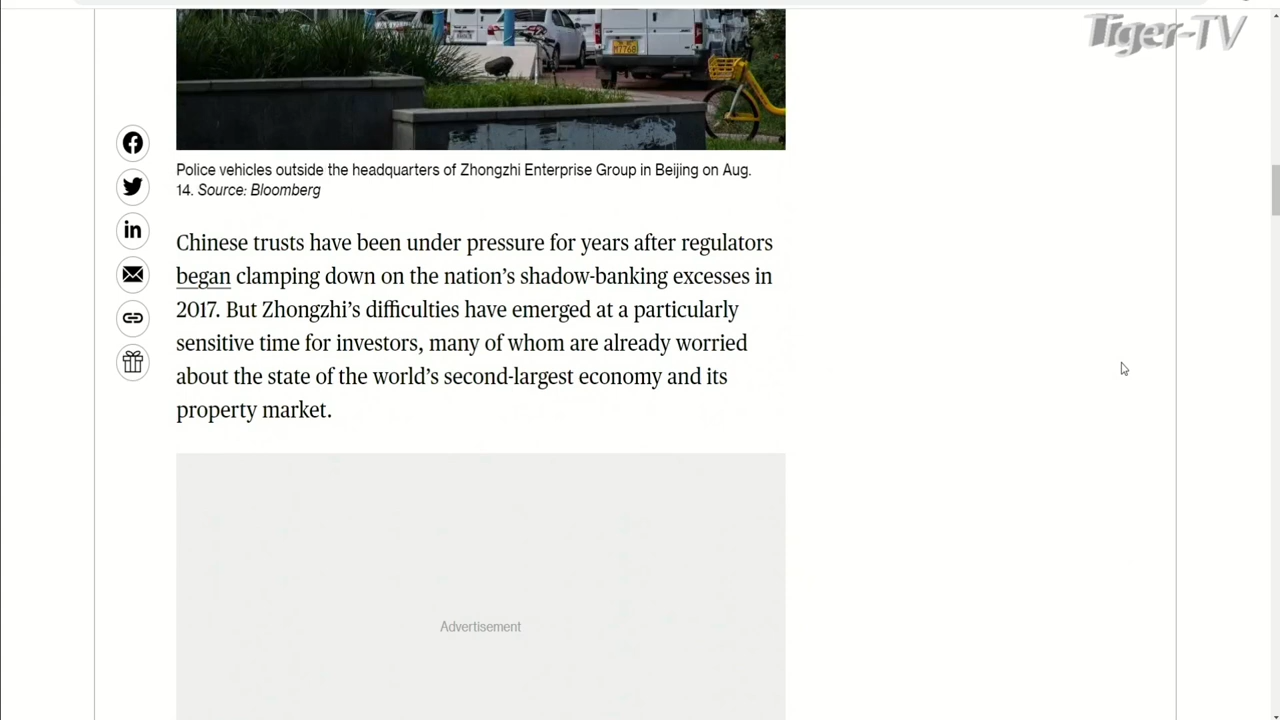 Tiger-TV
Police vehicles outside the headquarters of Zhongzhi Enterprise Group in Beijing on Aug.
14. Source: Bloomberg
Chinese trusts have been under pressure for years after regulators
began clamping down on the nation's shadow-banking excesses in
2017. But Zhongzhi's difficulties have emerged at a particularly
sensitive time for investors, many of whom are already worried
about the state of the world's second-largest economy and its
property market.
Advertisement